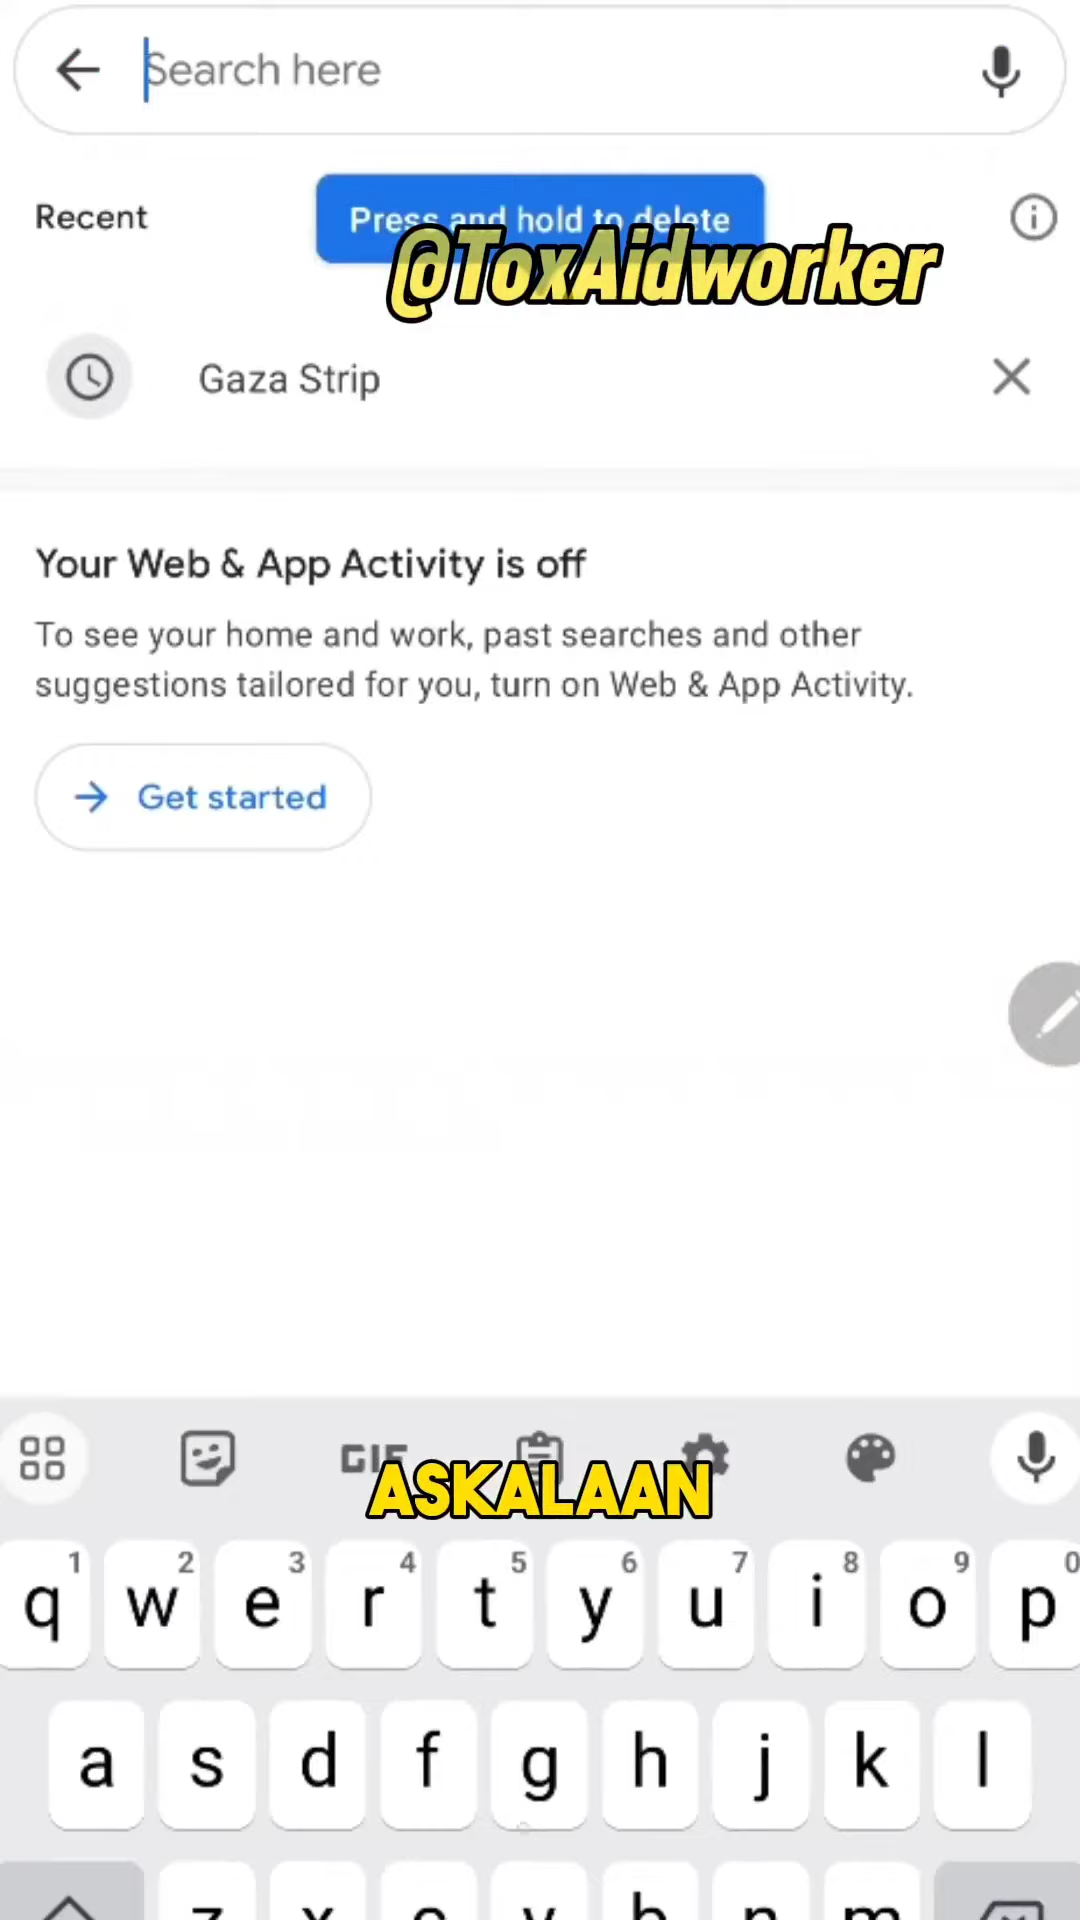 Search here
Recent
Press and hold to delete
@ToxAidworker
Gaza Strip
Your Web & App Activity is off
To see your home and work, past searches and other
suggestions tailored for you, turn on Web & App Activity.
Get started
GIF
ASKALAAN
1 2 3 4 5 6 7 8 9 0
q w e r t y u i o p
a s d f g h j k l
z x c v b n m